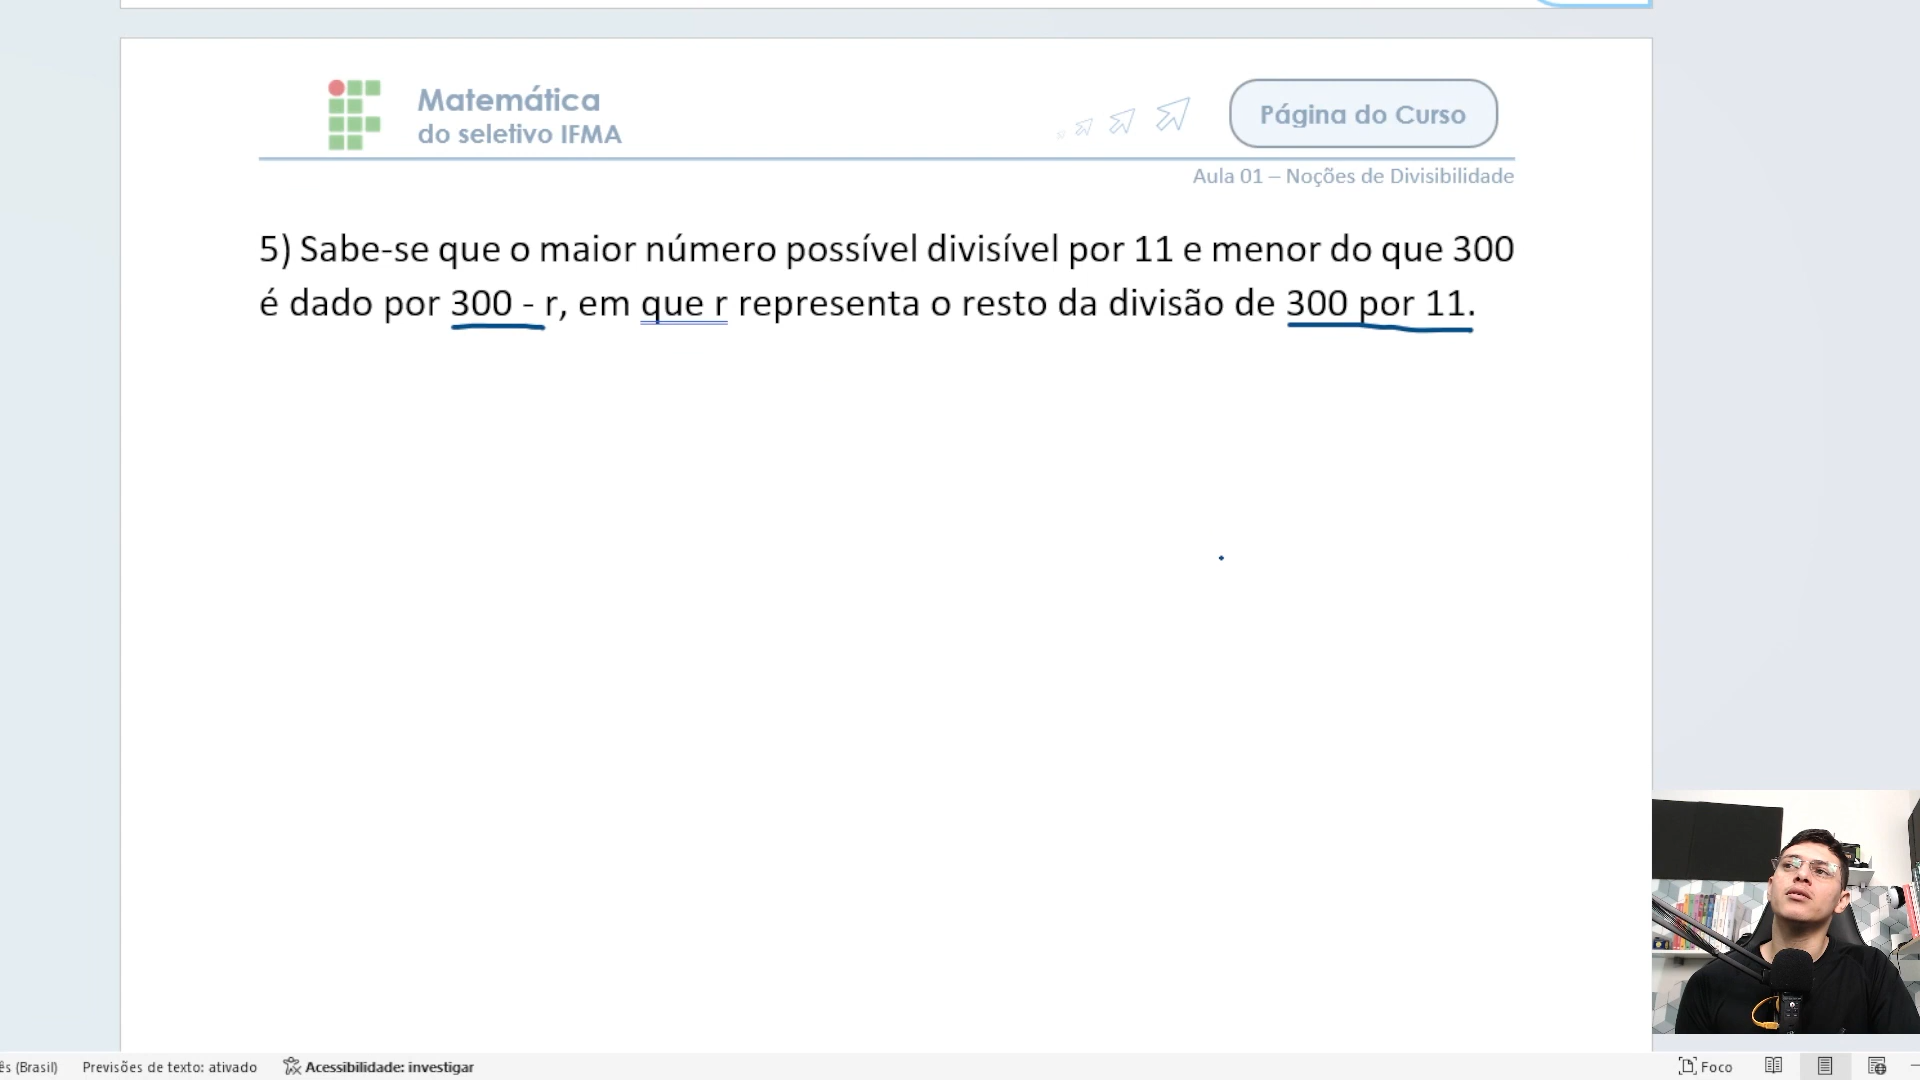 Matemática
do seletivo IFMA
Página do Curso
Aula 01 – Noções de Divisibilidade
5) Sabe-se que o maior número possível divisível por 11 e menor do que 300
é dado por 300 - r, em que r representa o resto da divisão de 300 por 11.
ês (Brasil) Previsões de texto: ativado Acessibilidade: investigar Foco